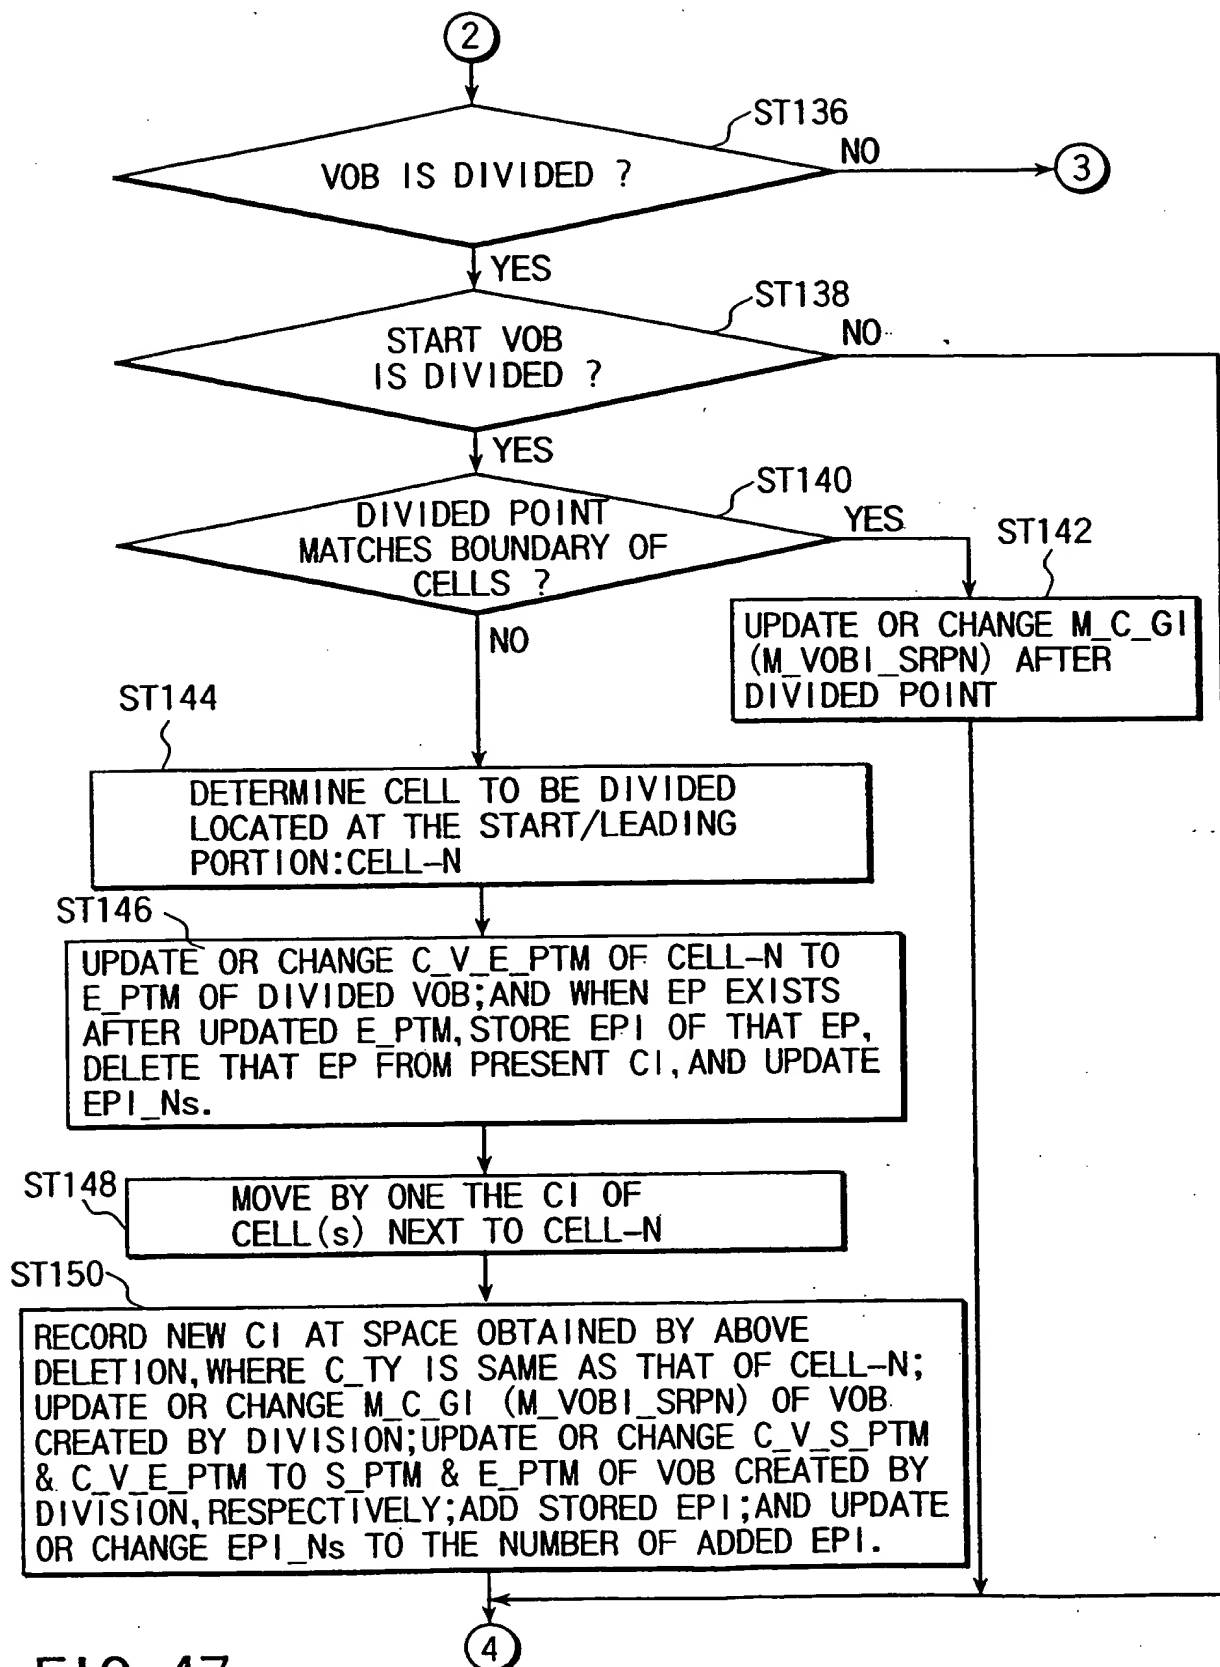 2
ST136
VOB IS DIVIDED ?
NO
3
YES
ST138
START VOB
IS DIVIDED ?
NO
YES
ST140
DIVIDED POINT
MATCHES BOUNDARY OF
CELLS ?
YES
ST142
UPDATE OR CHANGE M_C_GI
(M_VOBI_SRPN) AFTER
DIVIDED POINT
NO
ST144
DETERMINE CELL TO BE DIVIDED
LOCATED AT THE START/LEADING
PORTION:CELL-N
ST146
UPDATE OR CHANGE C_V_E_PTM OF CELL-N TO
E_PTM OF DIVIDED VOB;AND WHEN EP EXISTS
AFTER UPDATED E_PTM,STORE EPI OF THAT EP,
DELETE THAT EP FROM PRESENT CI,AND UPDATE
EPI_Ns.
ST148
MOVE BY ONE THE CI OF
CELL(s) NEXT TO CELL-N
ST150
RECORD NEW CI AT SPACE OBTAINED BY ABOVE
DELETION,WHERE C_TY IS SAME AS THAT OF CELL-N;
UPDATE OR CHANGE M_C_GI (M_VOBI_SRPN) OF VOB
CREATED BY DIVISION;UPDATE OR CHANGE C_V_S_PTM
& C_V_E_PTM TO S_PTM & E_PTM OF VOB CREATED BY
DIVISION,RESPECTIVELY;ADD STORED EPI;AND UPDATE
OR CHANGE EPI_Ns TO THE NUMBER OF ADDED EPI.
4
FIG. 47